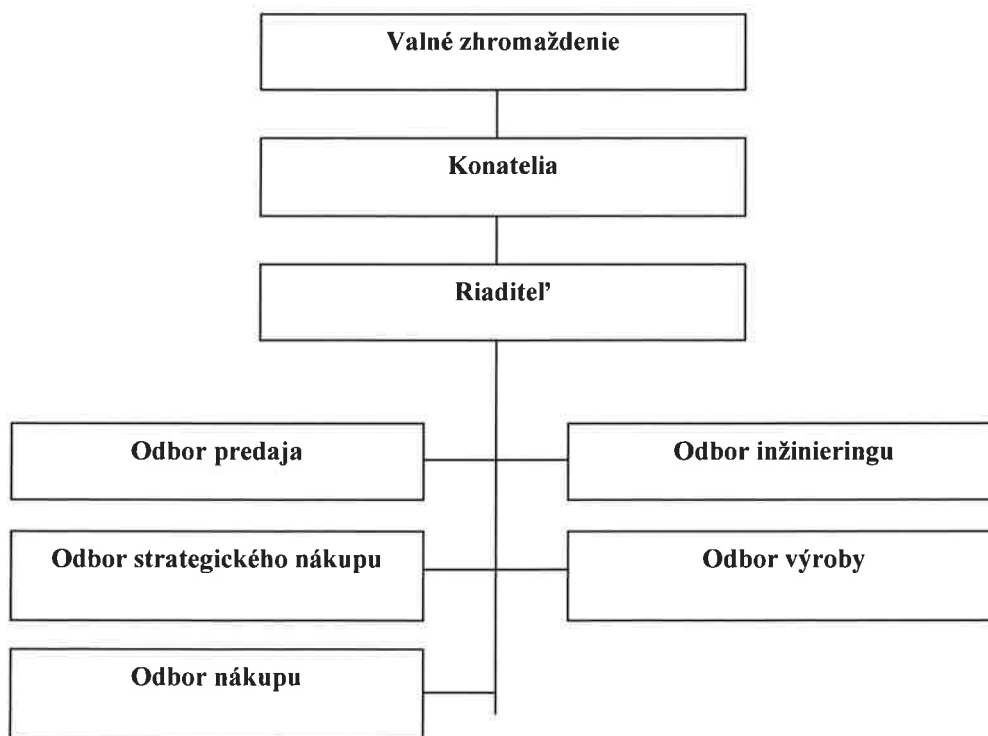 Valné zhromaždenie
Konatelia
Riaditeľ
Odbor predaja
Odbor inžinieringu
Odbor strategického nákupu
Odbor výroby
Odbor nákupu